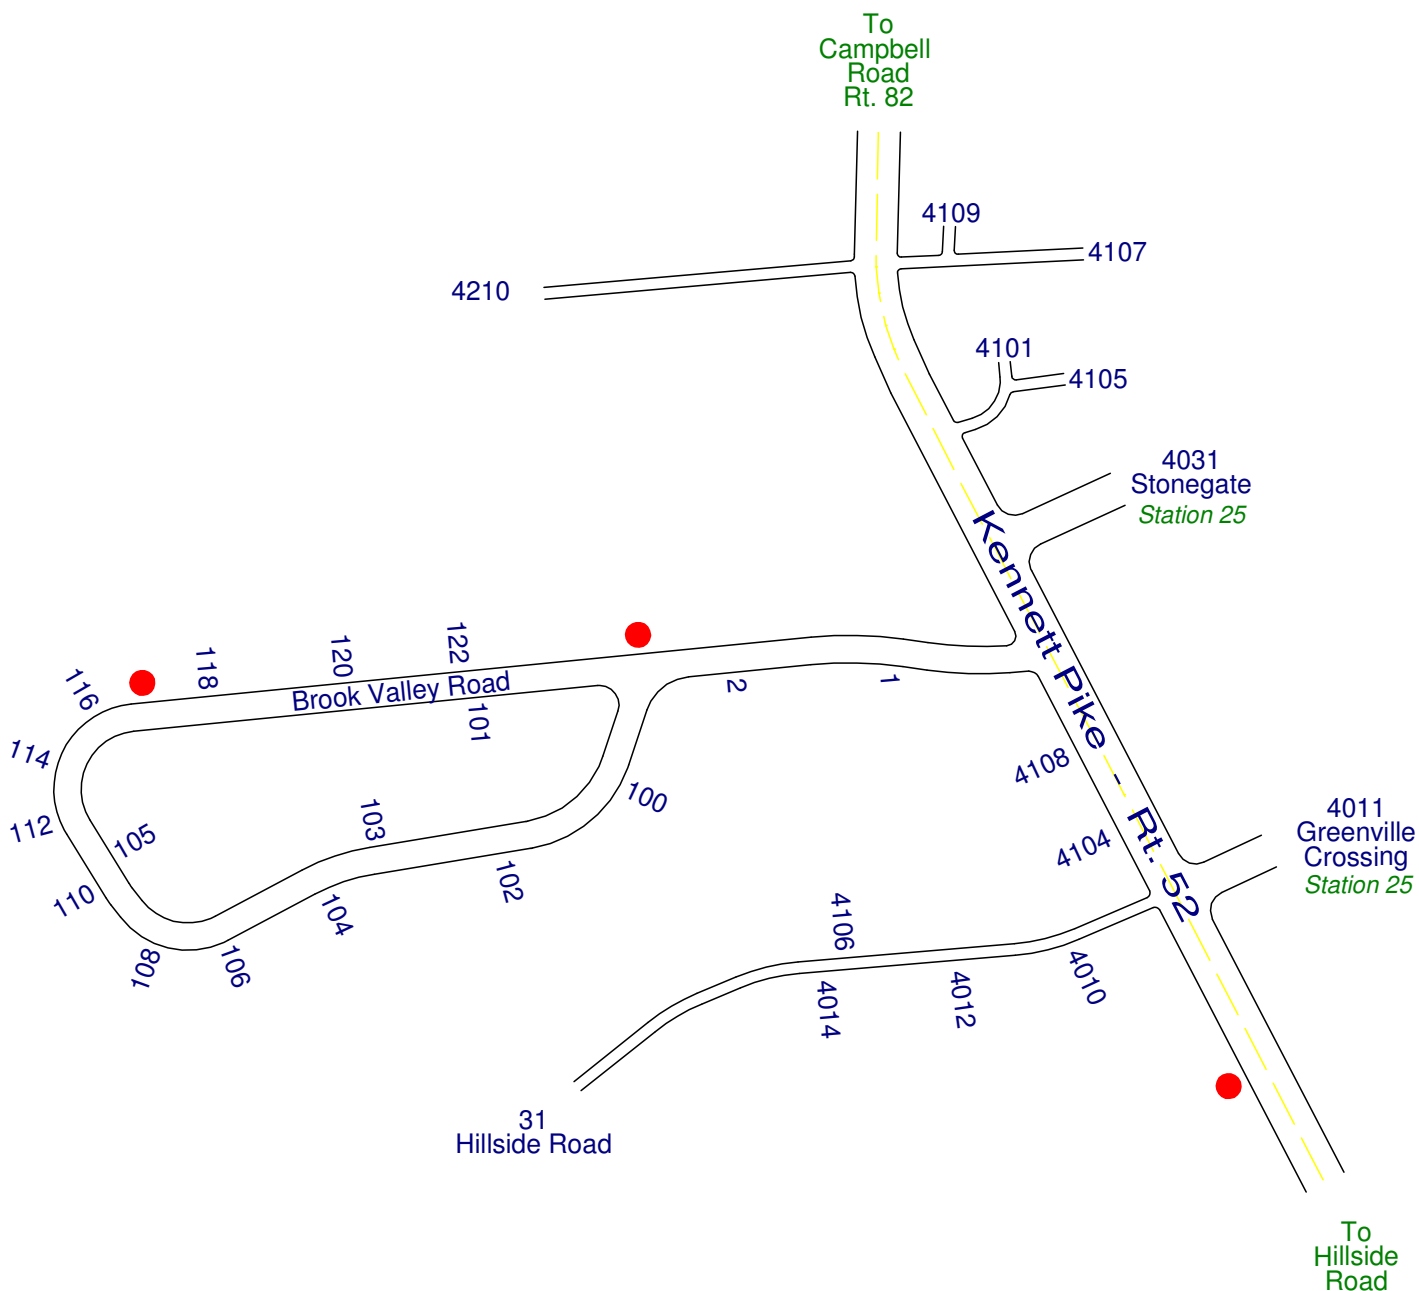 To
Campbell
Road
Rt. 82
4109
4107
4210
4101
4105
4031
Stonegate
Station 25
Kennett Pike - Rt. 52
122
120
118
116
Brook Valley Road
101
2
1
114
112
110
105
108
106
104
103
102
100
4108
4104
4011
Greenville
Crossing
Station 25
4106
4014
4012
4010
31
Hillside Road
To
Hillside
Road